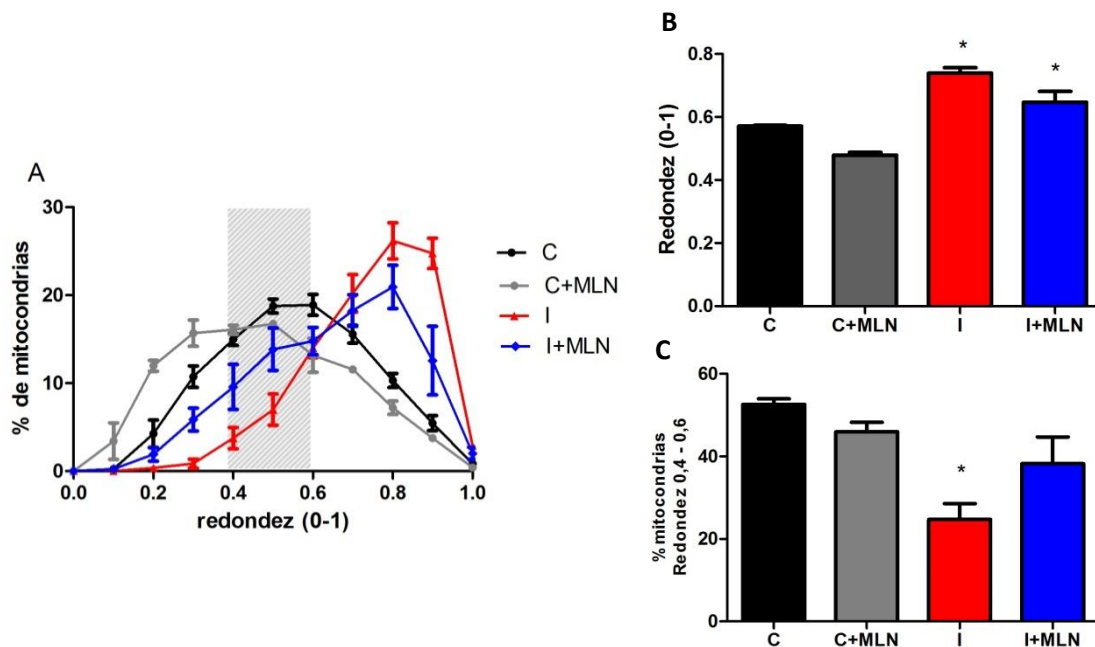 A
30
20
10
0
% de mitocondrias
0.0 0.2 0.4 0.6 0.8 1.0
redondez (0-1)
C
C+MLN
I
I+MLN
B
* *
0.8
0.6
0.4
0.2
0.0
Redondez (0-1)
C C+MLN I I+MLN
C
*
60
40
20
0
% mitocondrias
Redondez 0,4 - 0,6
C C+MLN I I+MLN